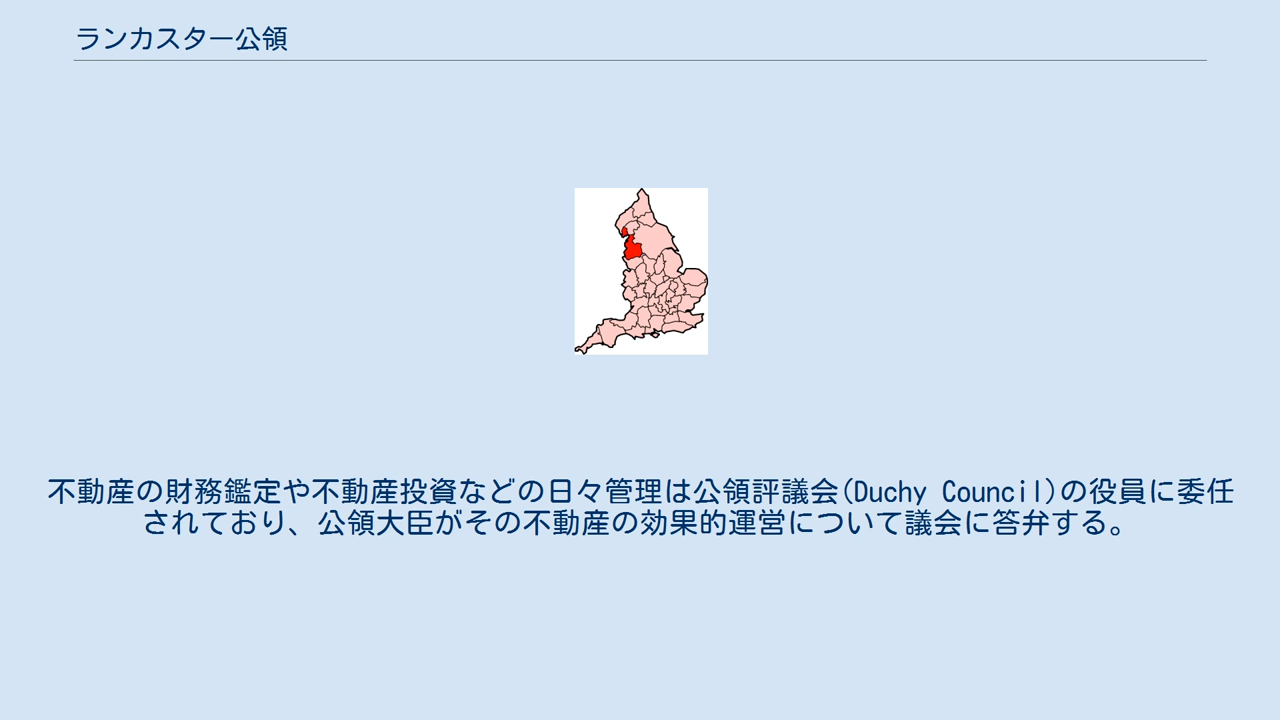 ランカスター公領
不動産の財務鑑定や不動産投資などの日々管理は公領評議会(Duchy Council)の役員に委任
されており、公領大臣がその不動産の効果的運営について議会に答弁する。